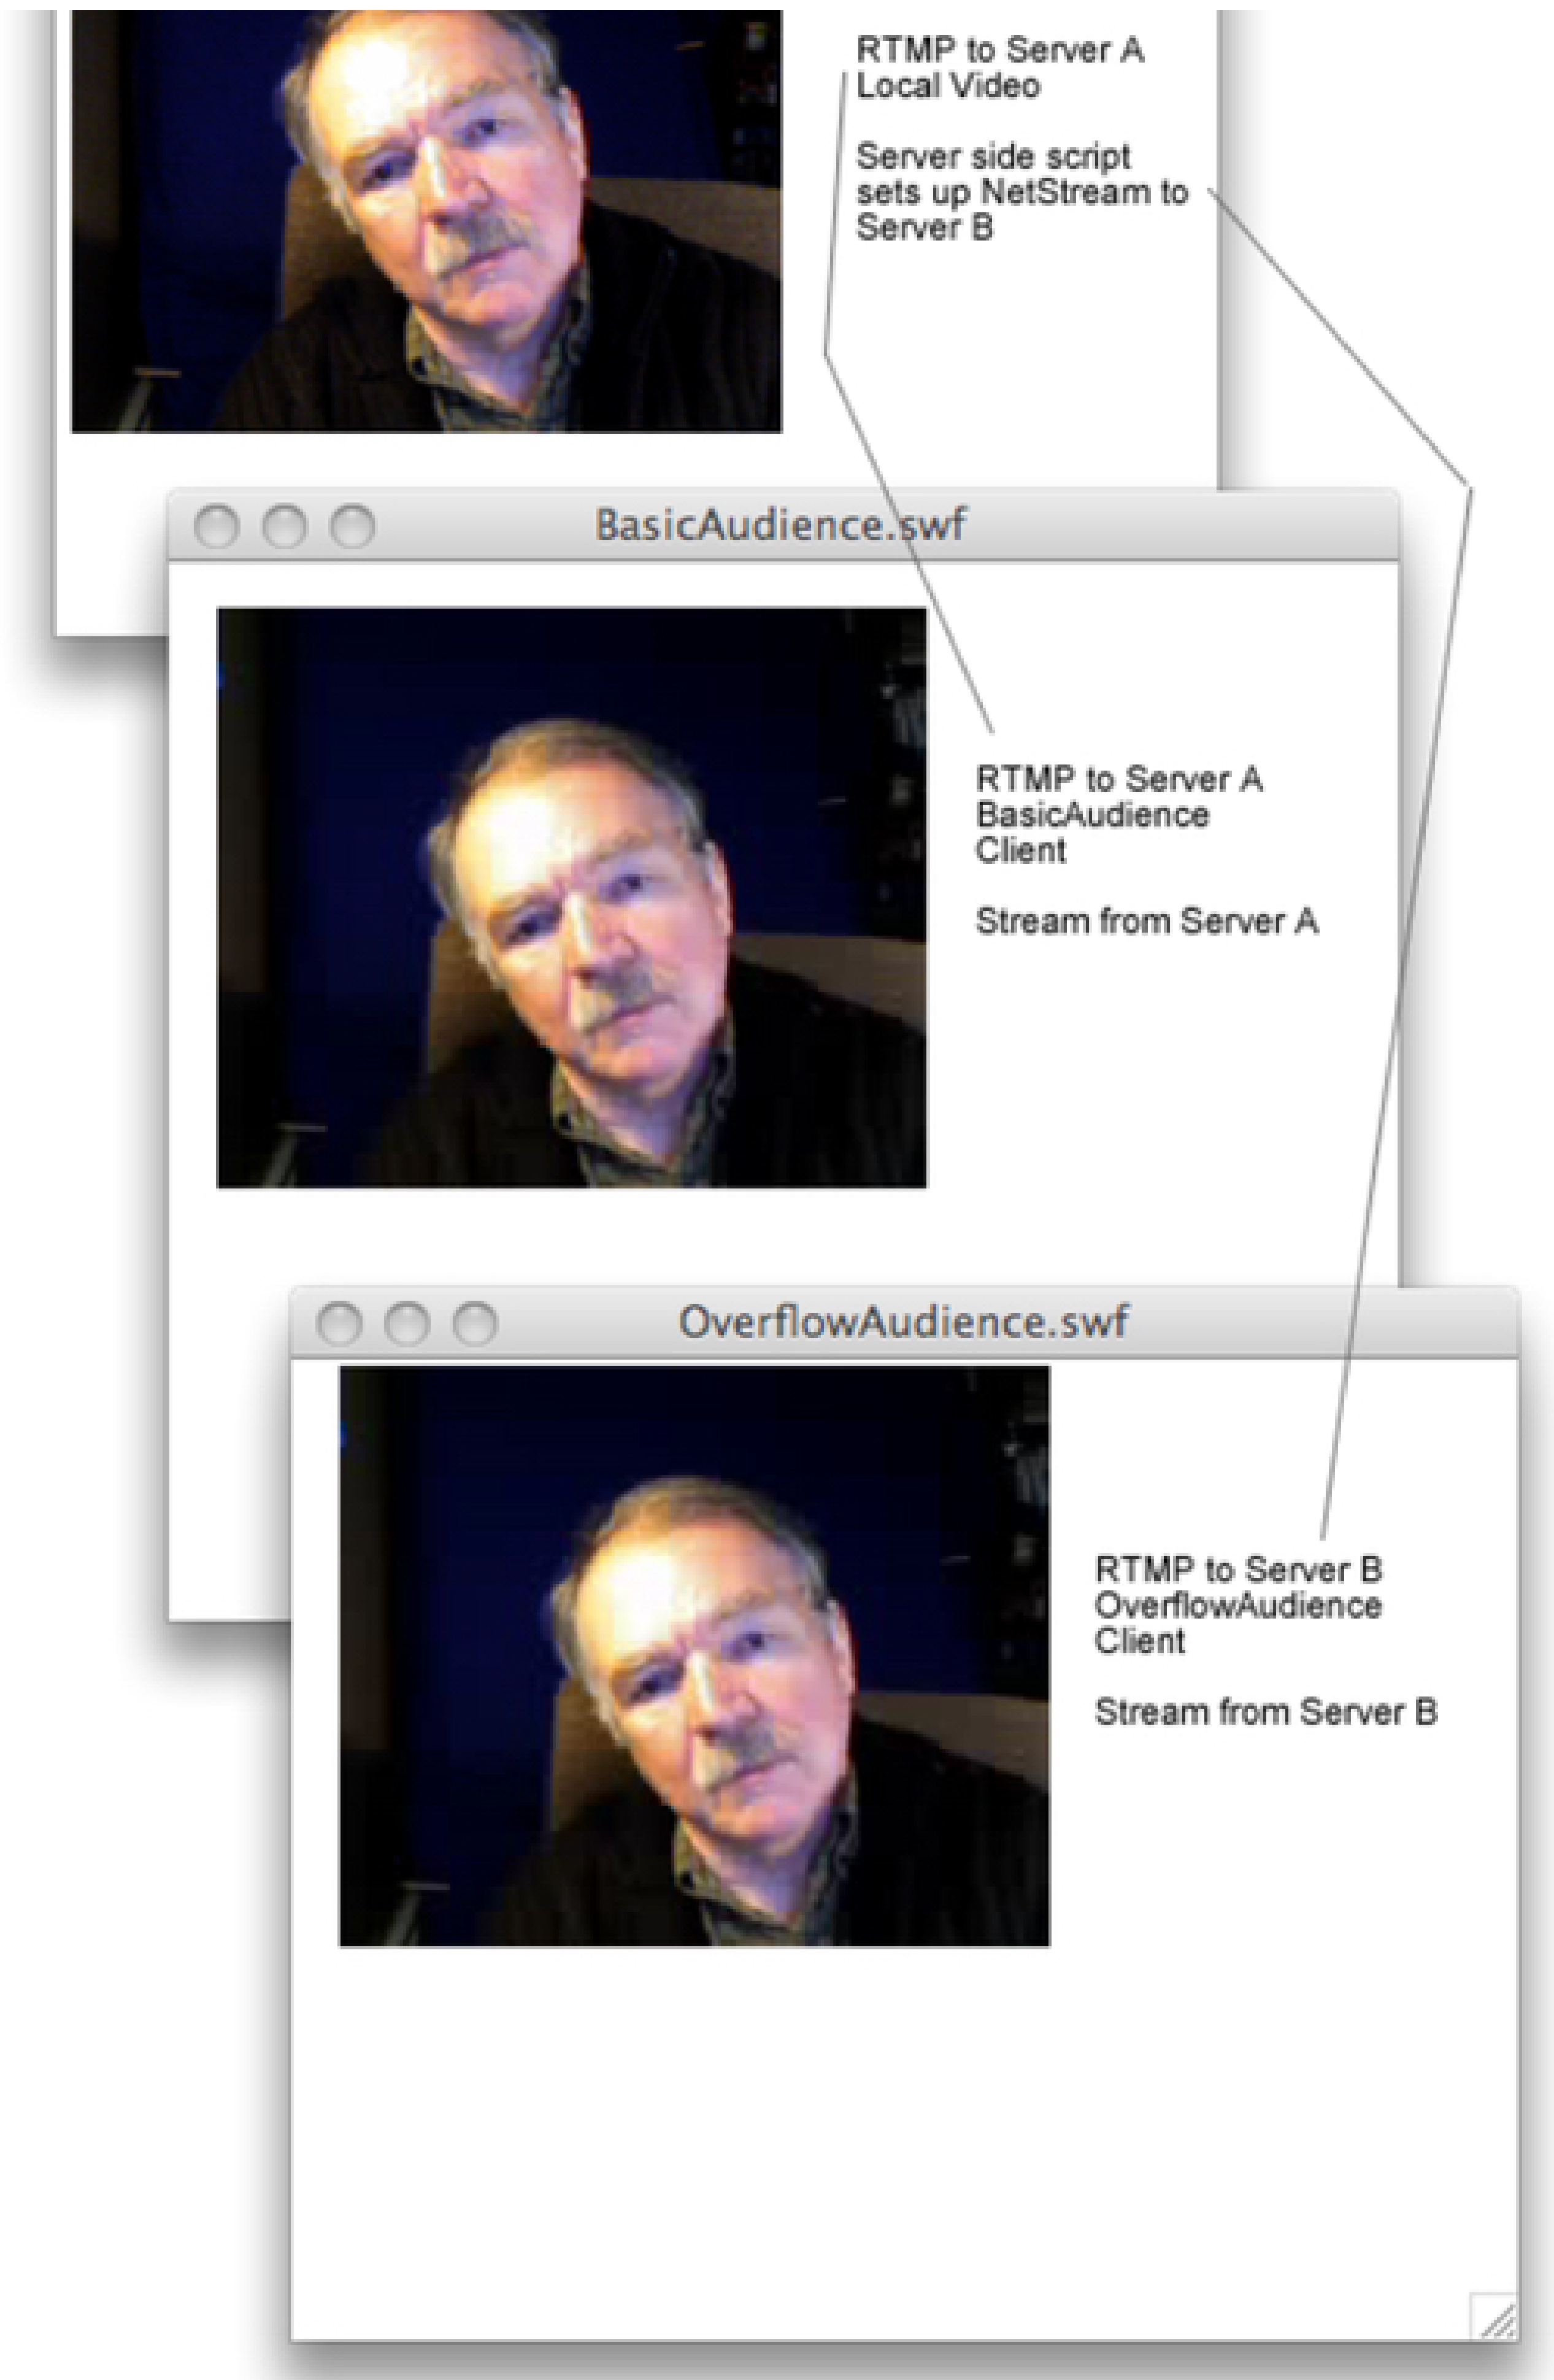 RTMP to Server A
Local Video
Server side script
sets up NetStream to
Server B
BasicAudience.swf
RTMP to Server A
BasicAudience
Client
Stream from Server A
OverflowAudience.swf
RTMP to Server B
OverflowAudience
Client
Stream from Server B